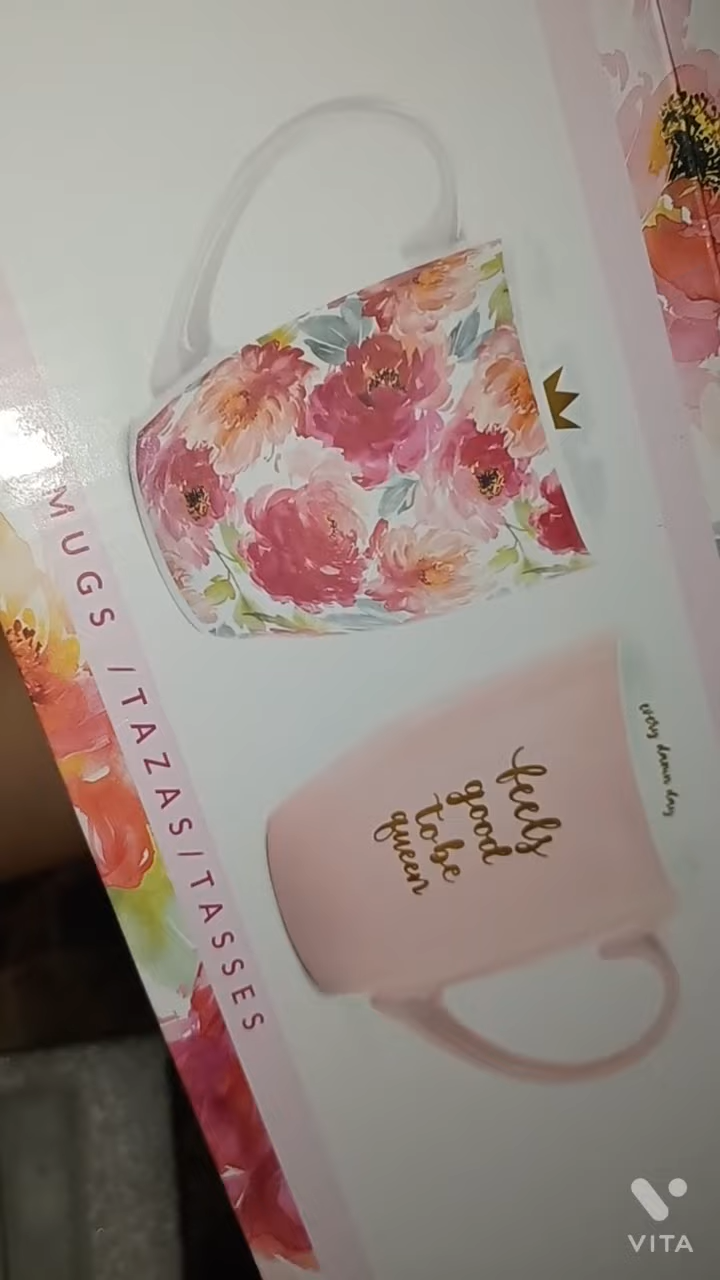 every damn day
feels
good
to be
queen
MUGS / TAZAS / TASSES
VITA